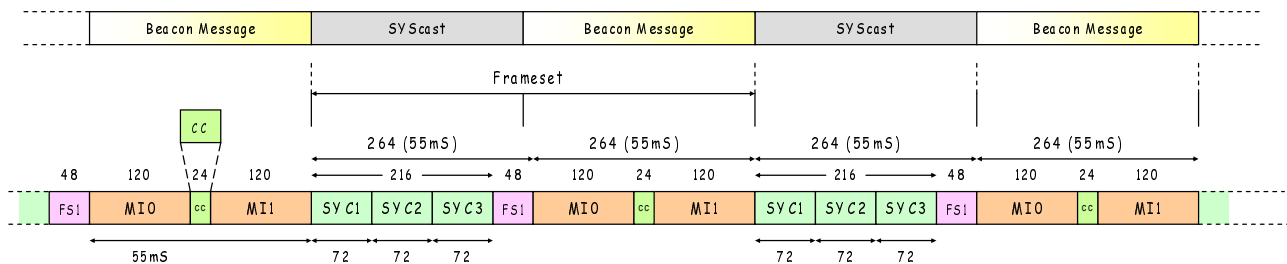 Beacon Message SYScast Beacon Message SYScast Beacon Message
Frameset
CC
264 (55mS) 264 (55mS) 264 (55mS) 264 (55mS)
48 120 24 120 216 48 120 24 120 216 48 120 24 120
FS1 MI0 CC MI1 SYC1 SYC2 SYC3 FS1 MI0 CC MI1 SYC1 SYC2 SYC3 FS1 MI0 CC MI1
55mS 72 72 72 72 72 72